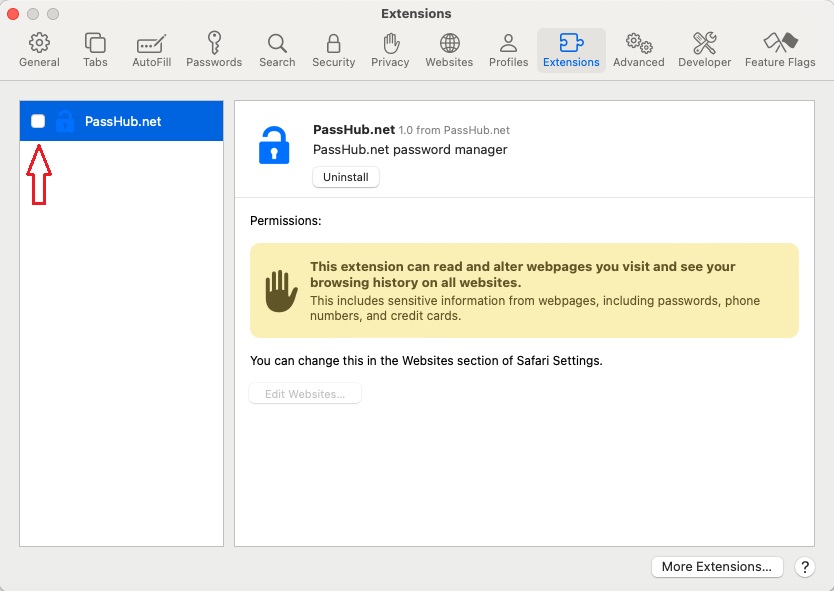 Extensions
General
Tabs
AutoFill
Passwords
Search
Security
Privacy
Websites
Profiles
Extensions
Advanced
Developer
Feature Flags
PassHub.net
PassHub.net 1.0 from PassHub.net
PassHub.net password manager
Uninstall
Permissions:
This extension can read and alter webpages you visit and see your
browsing history on all websites.
This includes sensitive information from webpages, including passwords, phone
numbers, and credit cards.
You can change this in the Websites section of Safari Settings.
Edit Websites...
More Extensions...
?